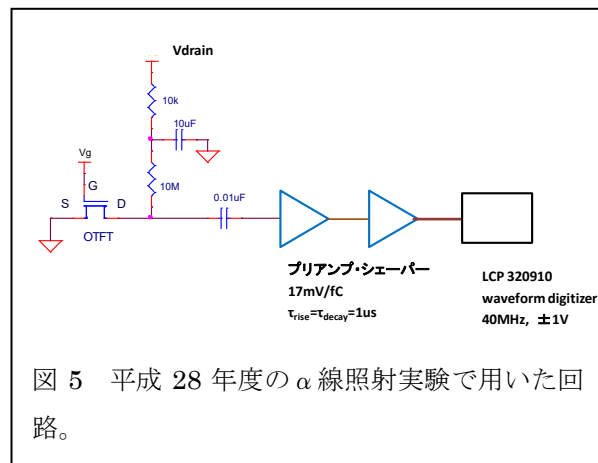 Vdrain
10k
10uF
Vg
G
S
D
10M
0.01uF
OTFT
プリアンプ・シェーパー
17mV/fC
τrise=τdecay=1us
LCP 320910
waveform digitizer
40MHz, ±1V
図 5 平成 28 年度のα線照射実験で用いた回
路。